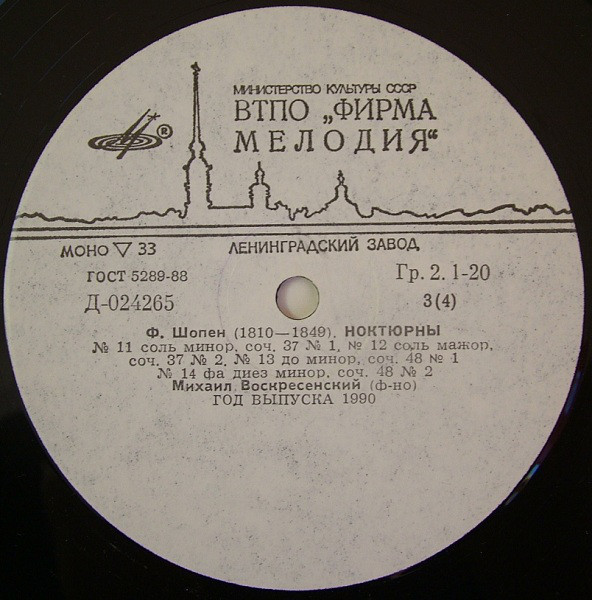 МИНИСТЕРСТВО КУЛЬТУРЫ СССР
ВТПО „ФИРМА
МЕЛОДИЯ“
®
МОНО ▽ 33 ЛЕНИНГРАДСКИЙ ЗАВОД
ГОСТ 5289-88 Гр. 2. 1-20
Д-024265 3(4)
Ф. Шопен (1810—1849). НОКТЮРНЫ
№ 11 соль минор, соч. 37 № 1, № 12 соль мажор,
соч. 37 № 2, № 13 до минор, соч. 48 № 1
№ 14 фа диез минор, соч. 48 № 2
Михаил Воскресенский (ф-но)
ГОД ВЫПУСКА 1990